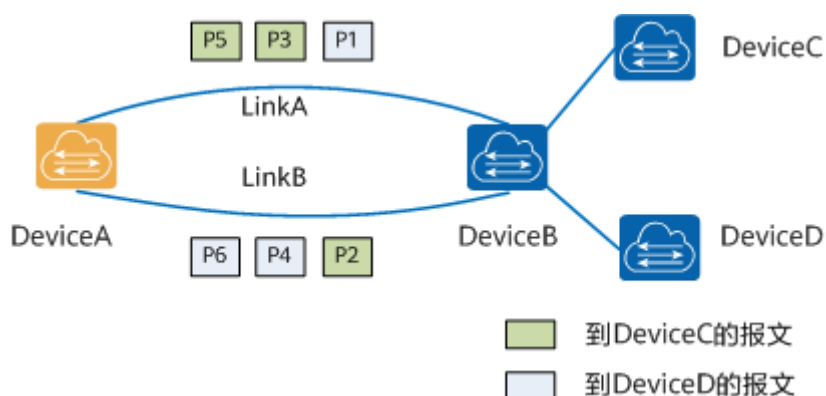 P5 P3 P1
DeviceC
LinkA
LinkB
DeviceA
DeviceB
DeviceD
P6 P4 P2
到DeviceC的报文
到DeviceD的报文